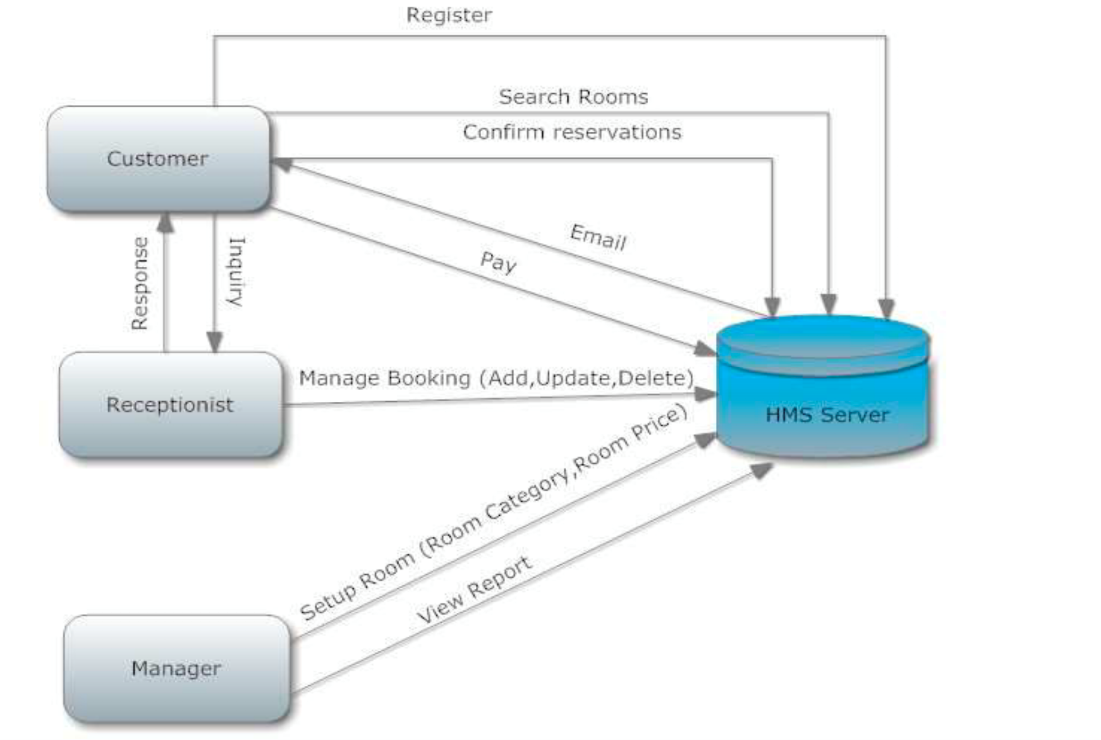 Register
Search Rooms
Confirm reservations
Customer
Email
Pay
Response
Inquiry
Manage Booking (Add,Update,Delete)
Receptionist
HMS Server
Setup Room (Room Category,Room Price)
View Report
Manager